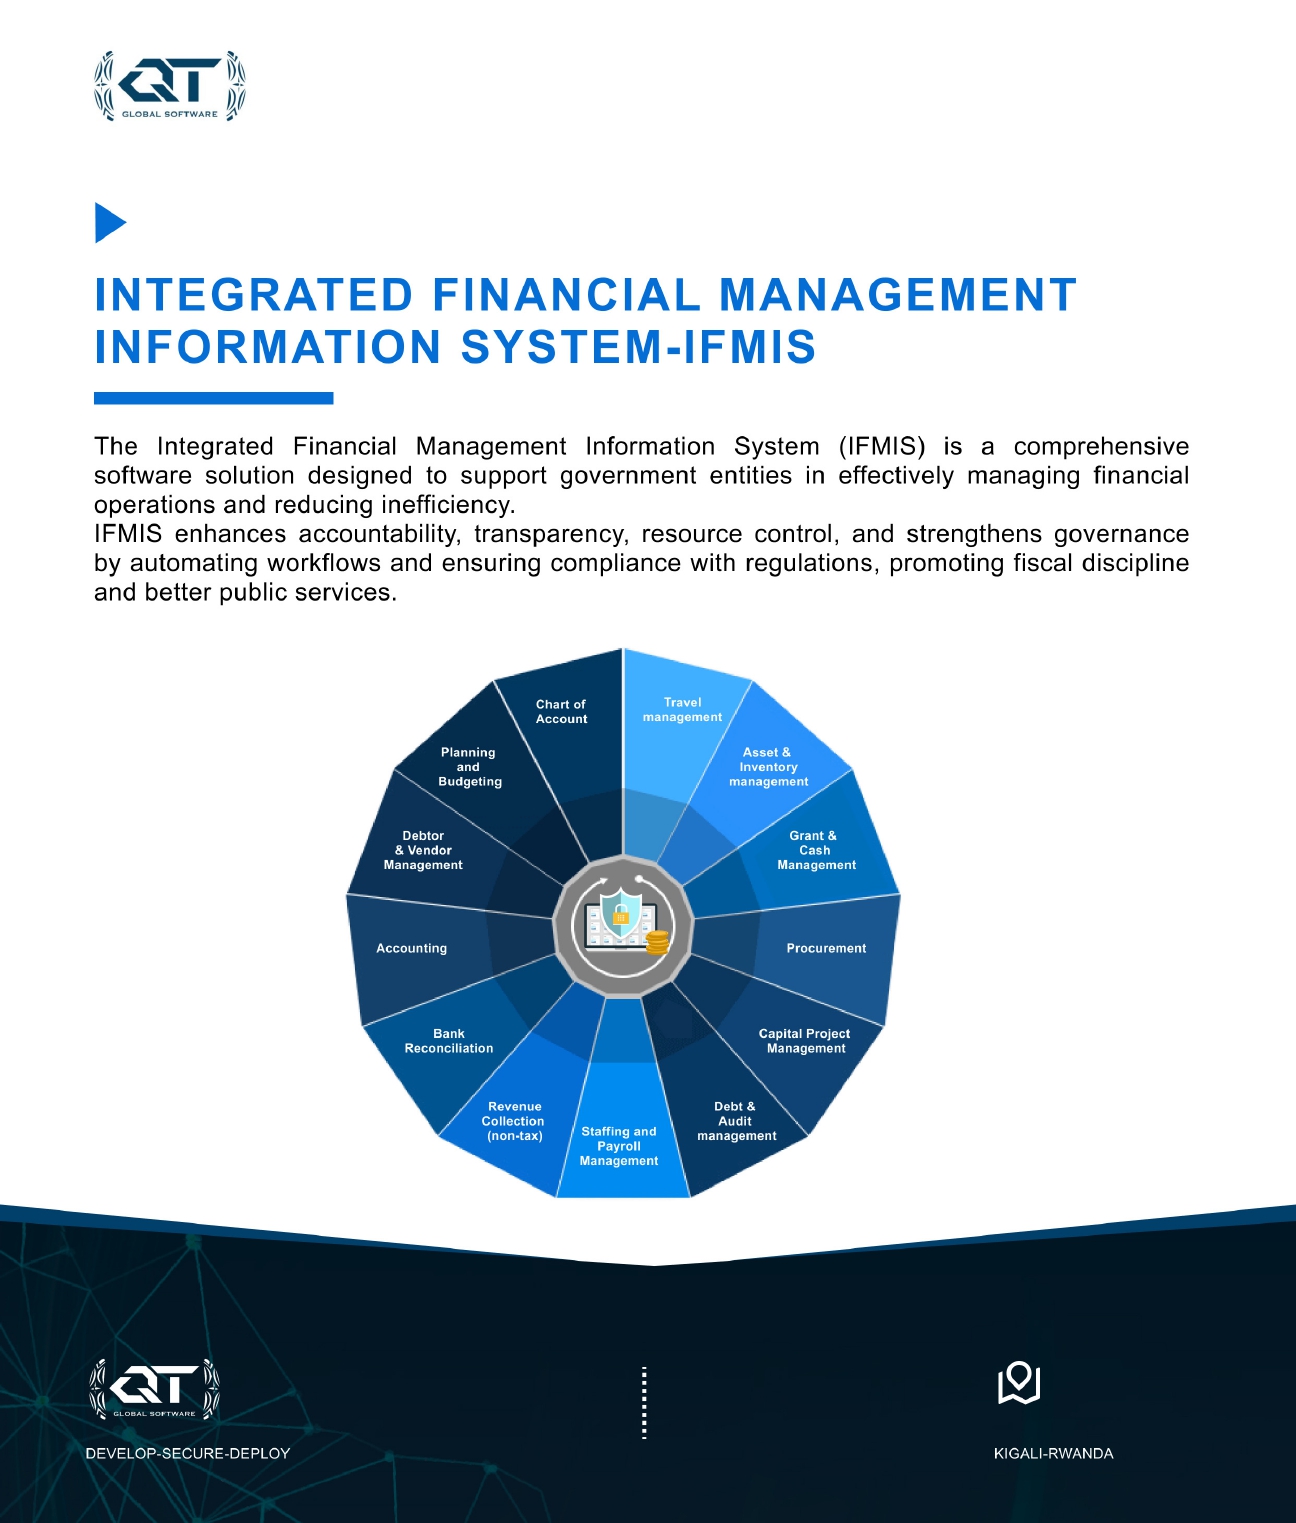 QT
GLOBAL SOFTWARE
INTEGRATED FINANCIAL MANAGEMENT
INFORMATION SYSTEM-IFMIS
The Integrated Financial Management Information System (IFMIS) is a comprehensive
software solution designed to support government entities in effectively managing financial
operations and reducing inefficiency.
IFMIS enhances accountability, transparency, resource control, and strengthens governance
by automating workflows and ensuring compliance with regulations, promoting fiscal discipline
and better public services.
Chart of
Account
Travel
management
Asset &
Inventory
management
Grant &
Cash
Management
Procurement
Capital Project
Management
Debt &
Audit
management
Staffing and
Payroll
Management
Revenue
Collection
(non-tax)
Bank
Reconciliation
Accounting
Debtor
& Vendor
Management
Planning
and
Budgeting
QT
GLOBAL SOFTWARE
DEVELOP-SECURE-DEPLOY
KIGALI-RWANDA